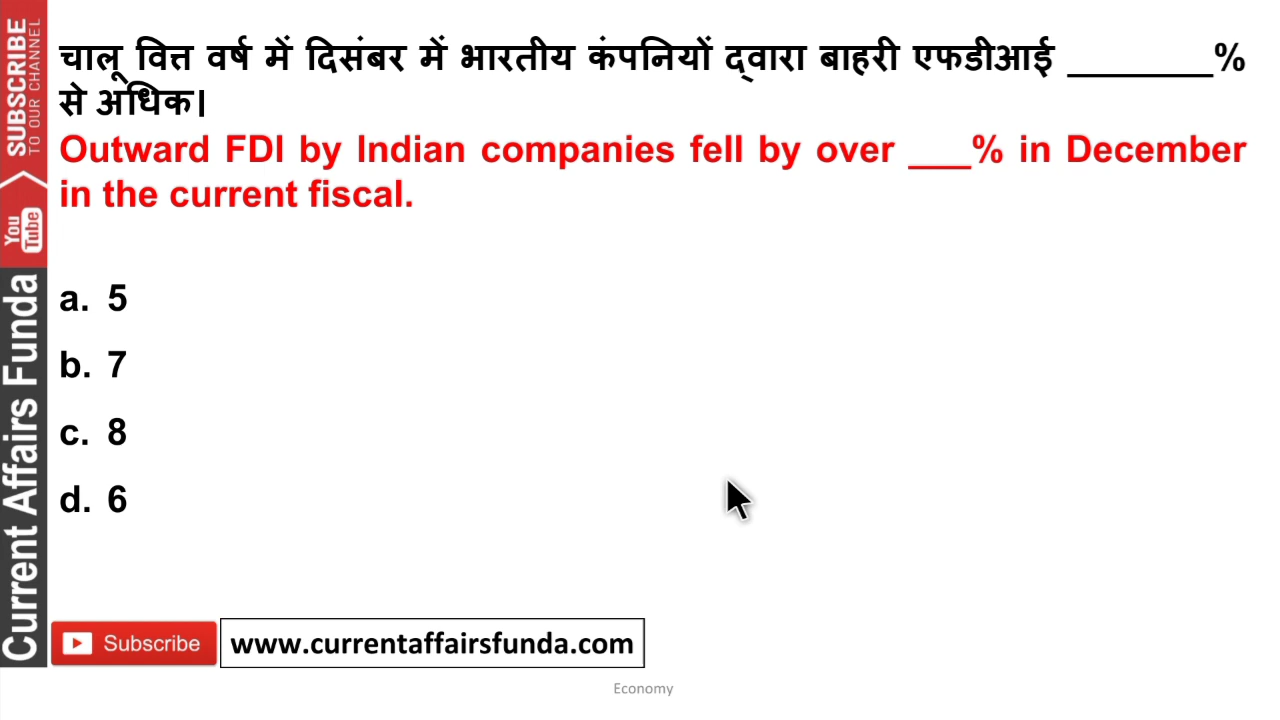 चालू वित्त वर्ष में दिसंबर में भारतीय कंपनियों द्वारा बाहरी एफडीआई ________%
से अधिक।
Outward FDI by Indian companies fell by over ___% in December
in the current fiscal.
a. 5
b. 7
c. 8
d. 6
SUBSCRIBE
TO OUR CHANNEL
You
Tube
Current Affairs Funda
Subscribe
www.currentaffairsfunda.com
Economy